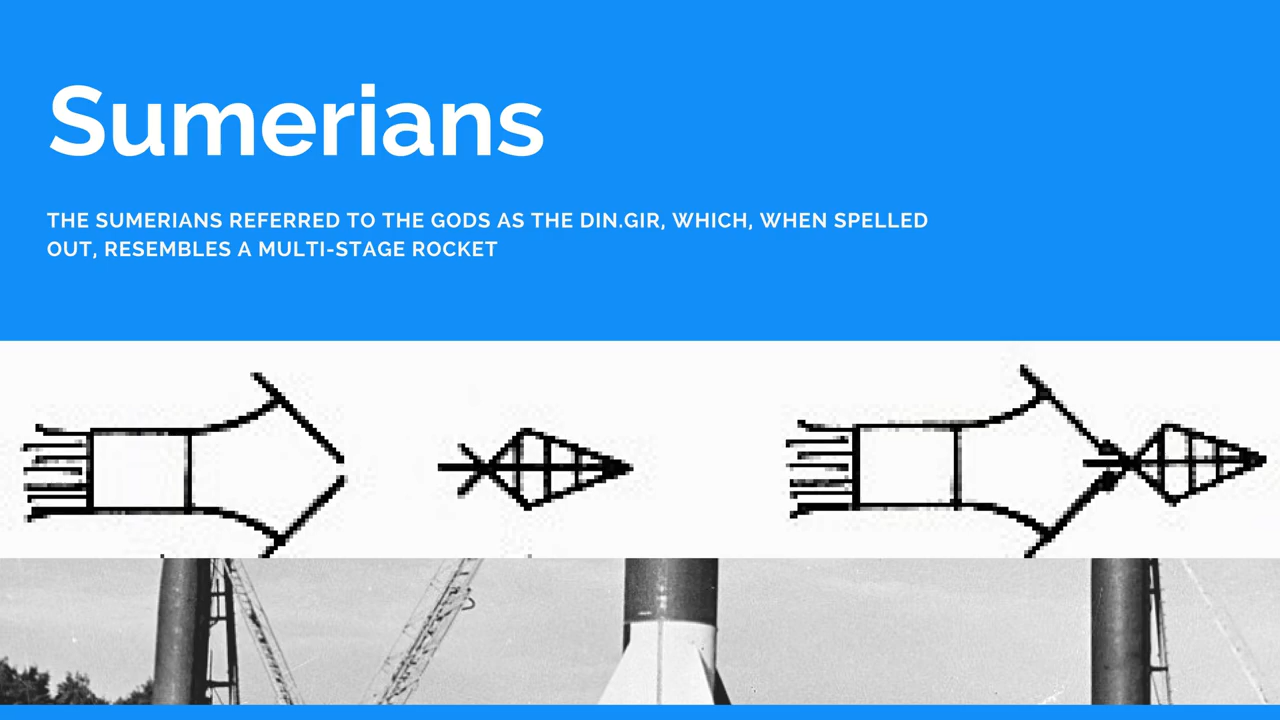 Sumerians
THE SUMERIANS REFERRED TO THE GODS AS THE DIN.GIR, WHICH, WHEN SPELLED
OUT, RESEMBLES A MULTI-STAGE ROCKET